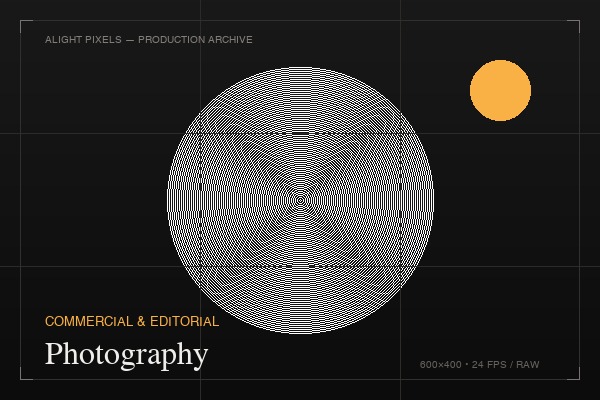 ALIGHT PIXELS — PRODUCTION ARCHIVE
COMMERCIAL & EDITORIAL
Photography
600×400 • 24 FPS / RAW